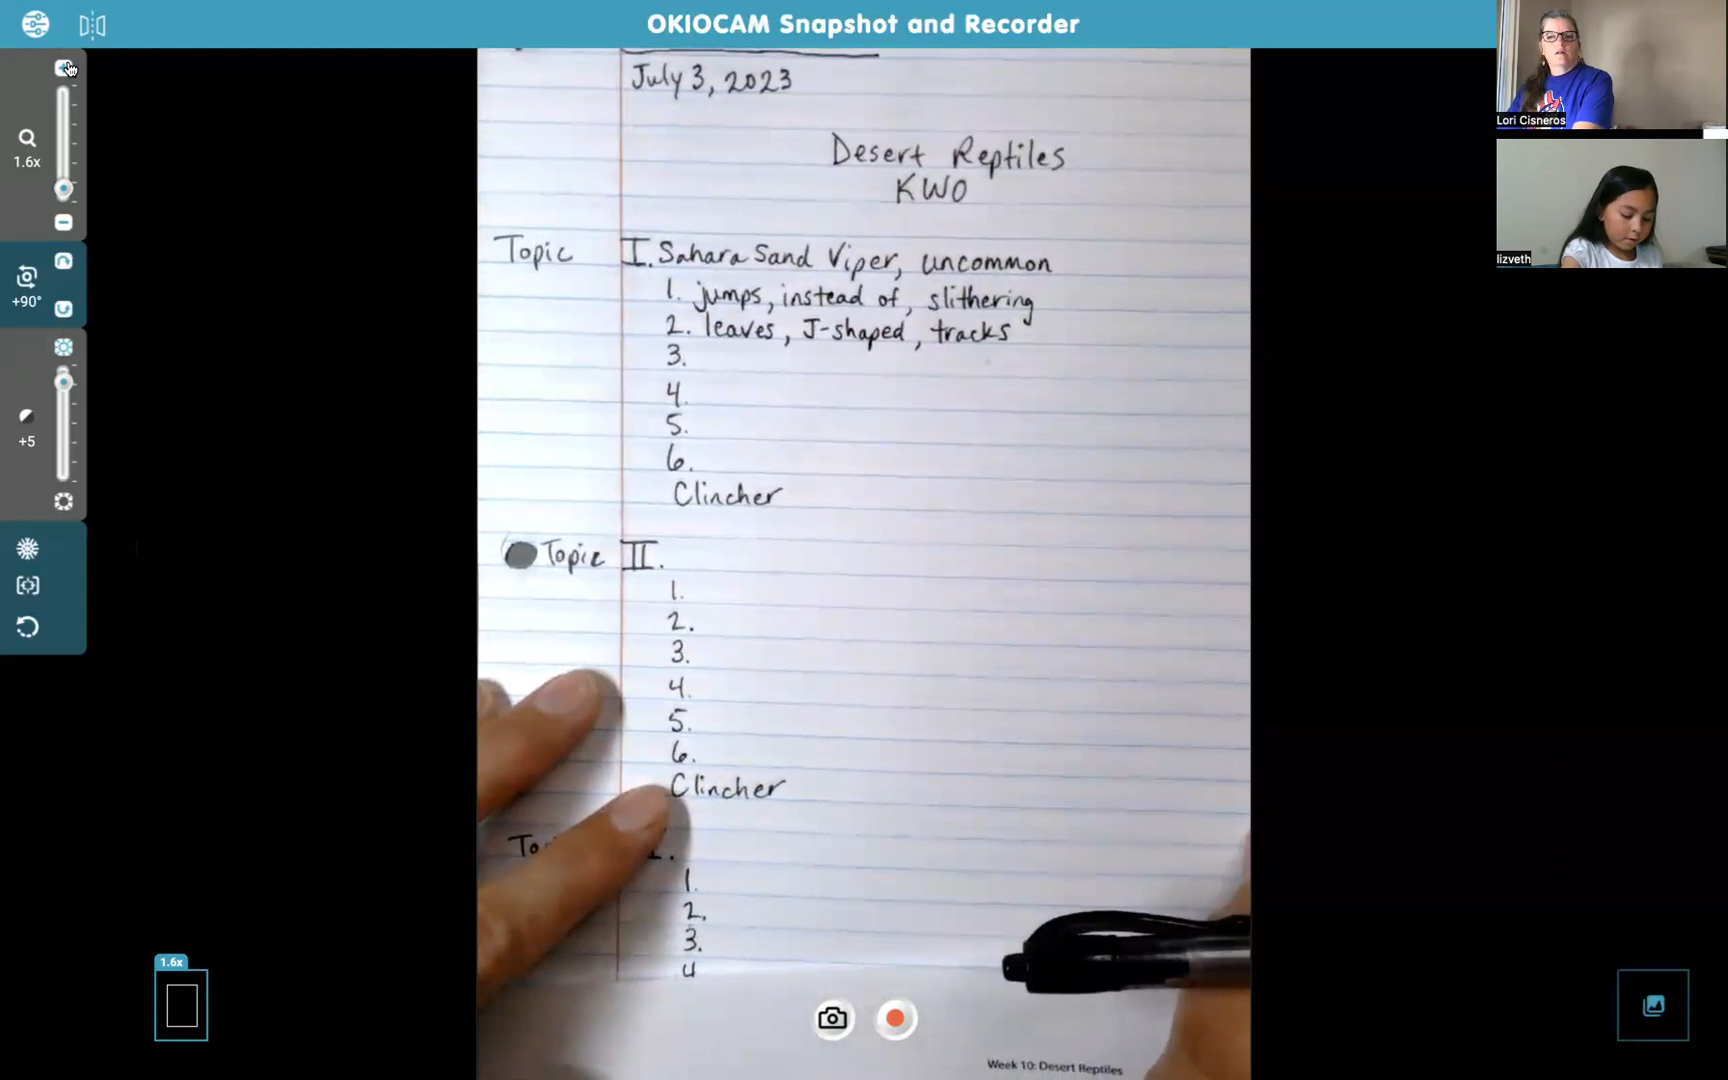 OKIOCAM Snapshot and Recorder
Lori Cisneros
lizveth
1.6x
+90°
+5
1.6x
July 3, 2023
Desert Reptiles
KWO
Topic I. Sahara Sand Viper, uncommon
1. jumps, instead of, slithering
2. leaves, J-shaped, tracks
3.
4.
5.
6.
Clincher
Topic II.
1.
2.
3.
4.
5.
6.
Clincher
1.
2.
3.
4
Week 10: Desert Reptiles